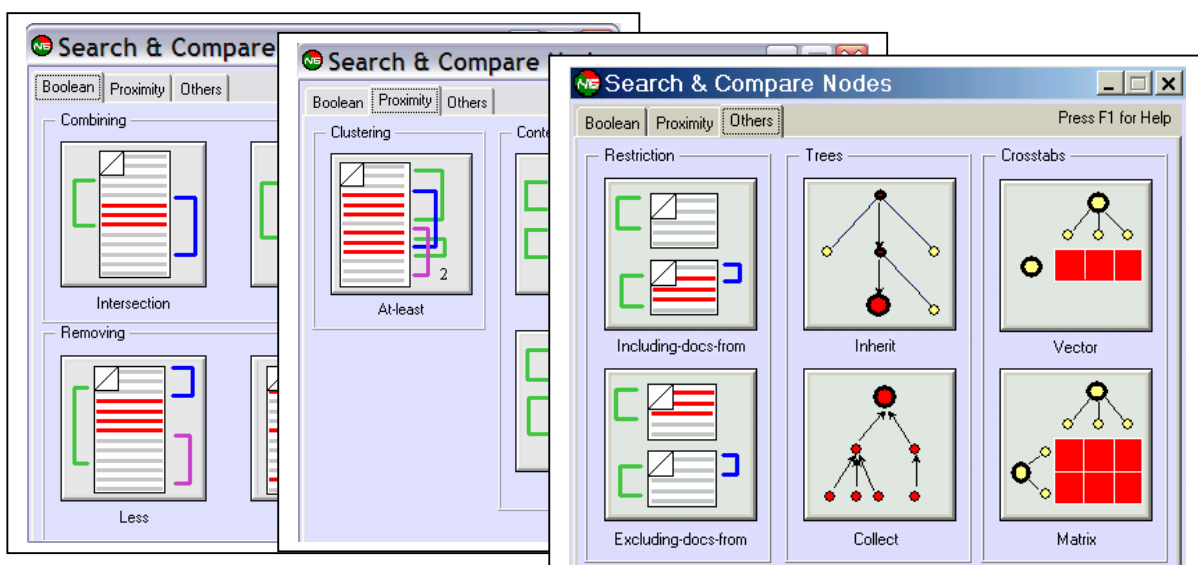 Search & Compare
Boolean Proximity Others
Combining
Intersection
Removing
Less
Search & Compare
Boolean Proximity Others
Clustering
2
At-least
Search & Compare Nodes
Boolean Proximity Others
Press F1 for Help
Restriction
Including-docs-from
Excluding-docs-from
Trees
Inherit
Collect
Crosstabs
Vector
Matrix